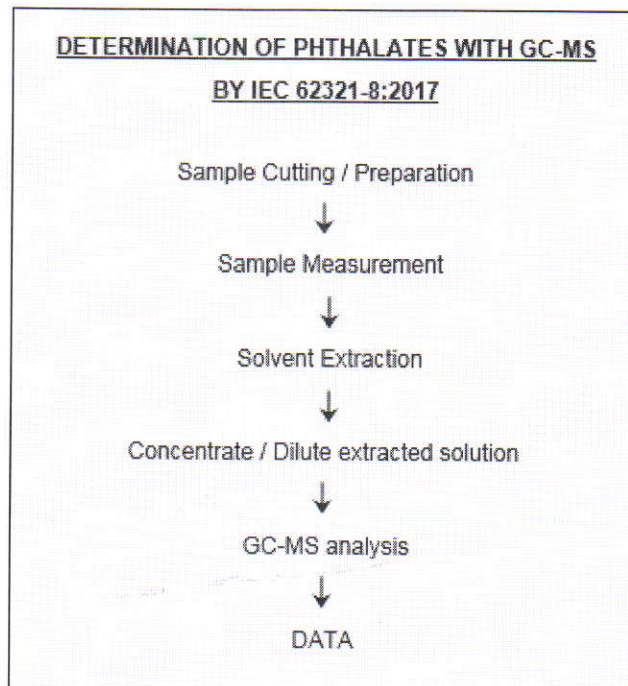 DETERMINATION OF PHTHALATES WITH GC-MS
BY IEC 62321-8:2017
Sample Cutting / Preparation
Sample Measurement
Solvent Extraction
Concentrate / Dilute extracted solution
GC-MS analysis
DATA